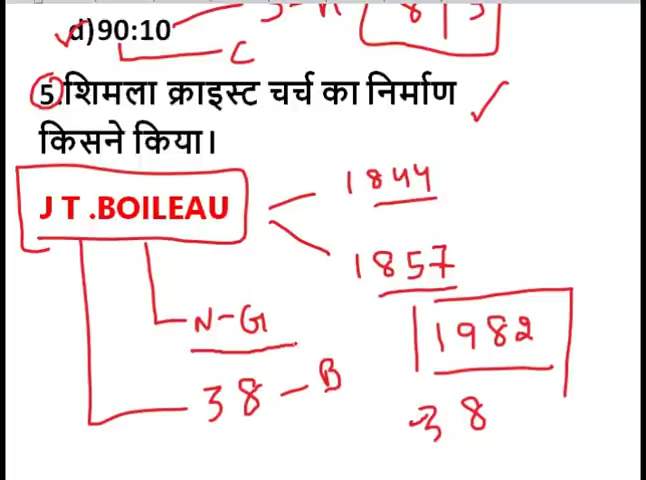 d)90:10
C
5.शिमला क्राइस्ट चर्च का निर्माण
किसने किया।
J T .BOILEAU
1844
1857
N-G
1982
38-B
38